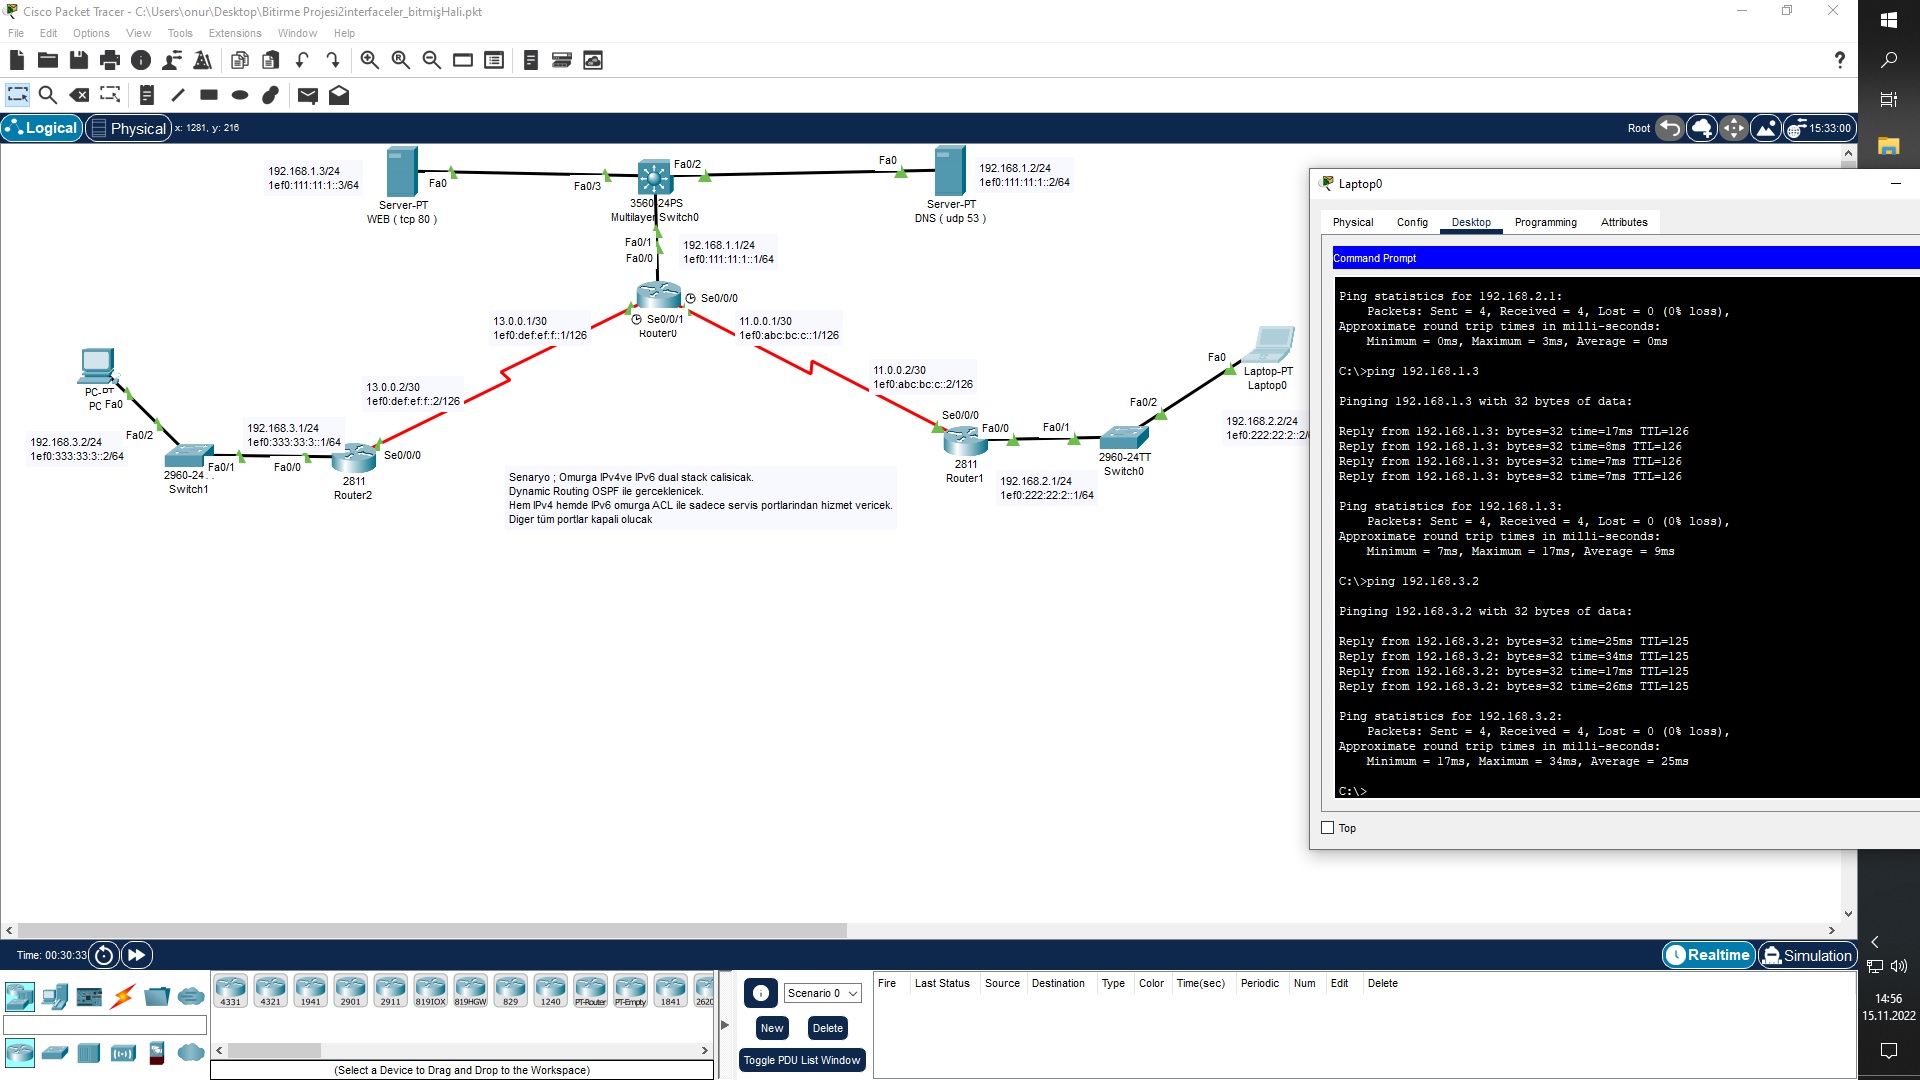 Cisco Packet Tracer - C:\Users\onur\Desktop\Bitirme Projesi2interfaceler_bitmişHali.pkt
File Edit Options View Tools Extensions Window Help
Logical Physical x: 1281, y: 216
Root 15:33:00
192.168.1.3/24
1ef0:111:11:1::3/64
Fa0
Server-PT
WEB ( tcp 80 )
Fa0/3
Fa0/2
3560-24PS
Multilayer Switch0
Fa0
192.168.1.2/24
1ef0:111:11:1::2/64
Server-PT
DNS ( udp 53 )
Fa0/1
Fa0/0
192.168.1.1/24
1ef0:111:11:1::1/64
Se0/0/0
Se0/0/1
Router0
13.0.0.1/30
1ef0:def:ef:f::1/126
11.0.0.1/30
1ef0:abc:bc:c::1/126
13.0.0.2/30
1ef0:def:ef:f::2/126
11.0.0.2/30
1ef0:abc:bc:c::2/126
PC-PT
PC
Fa0
Fa0/2
192.168.3.2/24
1ef0:333:33:3::2/64
192.168.3.1/24
1ef0:333:33:3::1/64
2960-24
Switch1
Fa0/1
Fa0/0
Se0/0/0
2811
Router2
Se0/0/0
Fa0/0
Fa0/1
2811
Router1
192.168.2.1/24
1ef0:222:22:2::1/64
Fa0/2
2960-24TT
Switch0
Fa0
Laptop-PT
Laptop0
192.168.2.2/24
1ef0:222:22:2::2/
Senaryo ; Omurga IPv4ve IPv6 dual stack calisicak.
Dynamic Routing OSPF ile gerceklenicek.
Hem IPv4 hemde IPv6 omurga ACL ile sadece servis portlarindan hizmet vericek.
Diger tüm portlar kapali olucak
Laptop0
Physical Config Desktop Programming Attributes
Command Prompt
Ping statistics for 192.168.2.1:
Packets: Sent = 4, Received = 4, Lost = 0 (0% loss),
Approximate round trip times in milli-seconds:
Minimum = 0ms, Maximum = 3ms, Average = 0ms
C:\>ping 192.168.1.3
Pinging 192.168.1.3 with 32 bytes of data:
Reply from 192.168.1.3: bytes=32 time=17ms TTL=126
Reply from 192.168.1.3: bytes=32 time=8ms TTL=126
Reply from 192.168.1.3: bytes=32 time=7ms TTL=126
Reply from 192.168.1.3: bytes=32 time=7ms TTL=126
Ping statistics for 192.168.1.3:
Packets: Sent = 4, Received = 4, Lost = 0 (0% loss),
Approximate round trip times in milli-seconds:
Minimum = 7ms, Maximum = 17ms, Average = 9ms
C:\>ping 192.168.3.2
Pinging 192.168.3.2 with 32 bytes of data:
Reply from 192.168.3.2: bytes=32 time=25ms TTL=125
Reply from 192.168.3.2: bytes=32 time=34ms TTL=125
Reply from 192.168.3.2: bytes=32 time=17ms TTL=125
Reply from 192.168.3.2: bytes=32 time=26ms TTL=125
Ping statistics for 192.168.3.2:
Packets: Sent = 4, Received = 4, Lost = 0 (0% loss),
Approximate round trip times in milli-seconds:
Minimum = 17ms, Maximum = 34ms, Average = 25ms
C:\>
Top
Time: 00:30:33
Realtime Simulation
4331 4321 1941 2901 2911 819IOX 819HGW 829 1240 PT-Router PT-Empty 1841 2620
(Select a Device to Drag and Drop to the Workspace)
Scenario 0
New Delete
Toggle PDU List Window
Fire Last Status Source Destination Type Color Time(sec) Periodic Num Edit Delete
14:56
15.11.2022